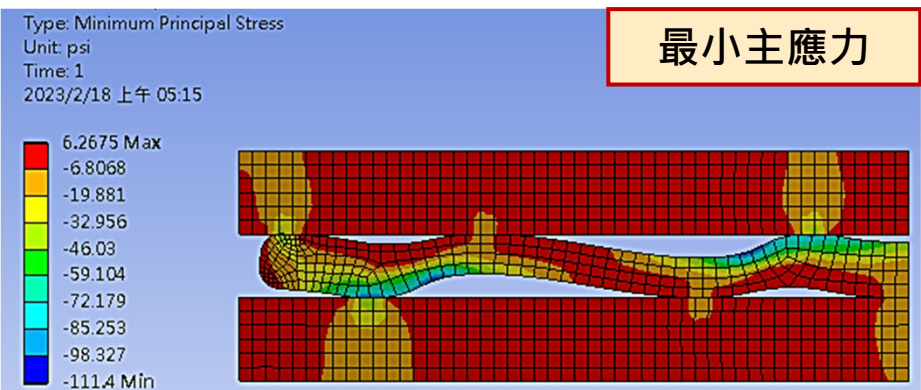 Type: Minimum Principal Stress
Unit: psi
Time: 1
2023/2/18 上午 05:15
最小主應力
6.2675 Max
-6.8068
-19.881
-32.956
-46.03
-59.104
-72.179
-85.253
-98.327
-111.4 Min